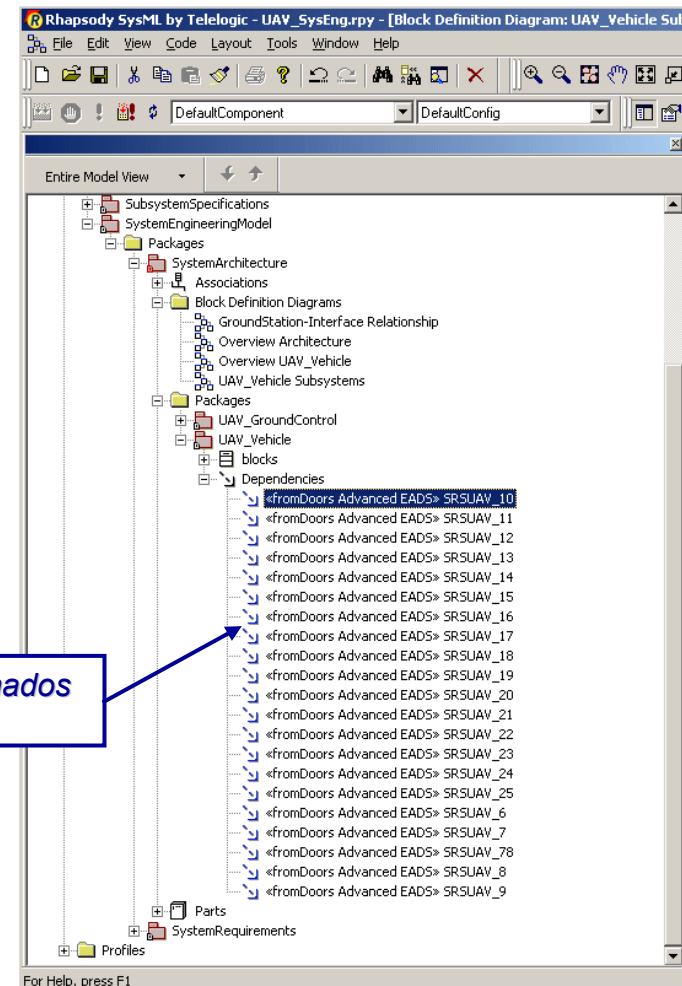 Rhapsody SysML by Telelogic - UAV_SysEng.rpy - [Block Definition Diagram: UAV_Vehicle Sub
File Edit View Code Layout Tools Window Help
DefaultComponent DefaultConfig
Entire Model View
SubsystemSpecifications
SystemEngineeringModel
Packages
SystemArchitecture
Associations
Block Definition Diagrams
GroundStation-Interface Relationship
Overview Architecture
Overview UAV_Vehicle
UAV_Vehicle Subsystems
Packages
UAV_GroundControl
UAV_Vehicle
blocks
Dependencies
«fromDoors Advanced EADS» SRSUAV_10
«fromDoors Advanced EADS» SRSUAV_11
«fromDoors Advanced EADS» SRSUAV_12
«fromDoors Advanced EADS» SRSUAV_13
«fromDoors Advanced EADS» SRSUAV_14
«fromDoors Advanced EADS» SRSUAV_15
«fromDoors Advanced EADS» SRSUAV_16
«fromDoors Advanced EADS» SRSUAV_17
«fromDoors Advanced EADS» SRSUAV_18
«fromDoors Advanced EADS» SRSUAV_19
«fromDoors Advanced EADS» SRSUAV_20
«fromDoors Advanced EADS» SRSUAV_21
«fromDoors Advanced EADS» SRSUAV_22
«fromDoors Advanced EADS» SRSUAV_23
«fromDoors Advanced EADS» SRSUAV_24
«fromDoors Advanced EADS» SRSUAV_25
«fromDoors Advanced EADS» SRSUAV_6
«fromDoors Advanced EADS» SRSUAV_7
«fromDoors Advanced EADS» SRSUAV_78
«fromDoors Advanced EADS» SRSUAV_8
«fromDoors Advanced EADS» SRSUAV_9
Parts
SystemRequirements
Profiles
For Help, press F1